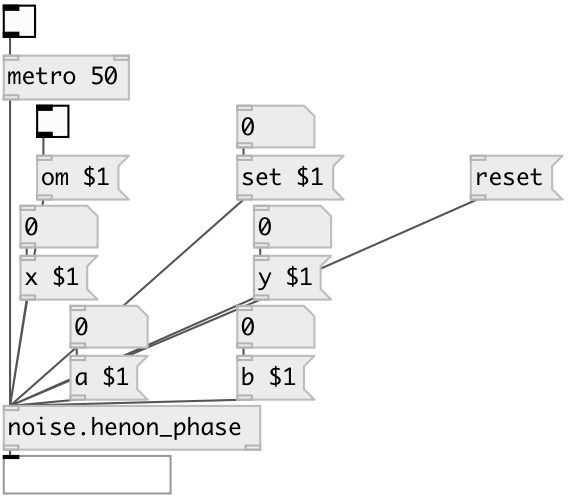 metro 50
0
om $1
set $1
reset
0
0
x $1
y $1
0
0
a $1
b $1
noise.henon_phase